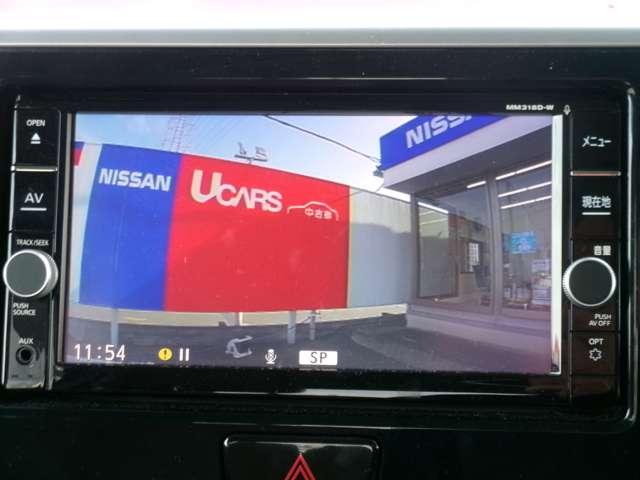 MM318D-W
OPEN
AV
TRACK/SEEK
PUSH
SOURCE
AUX
NISSAN
UCARS
中古車
NISS
11:54
SP
メニュー
現在地
音量
PUSH
AV OFF
OPT